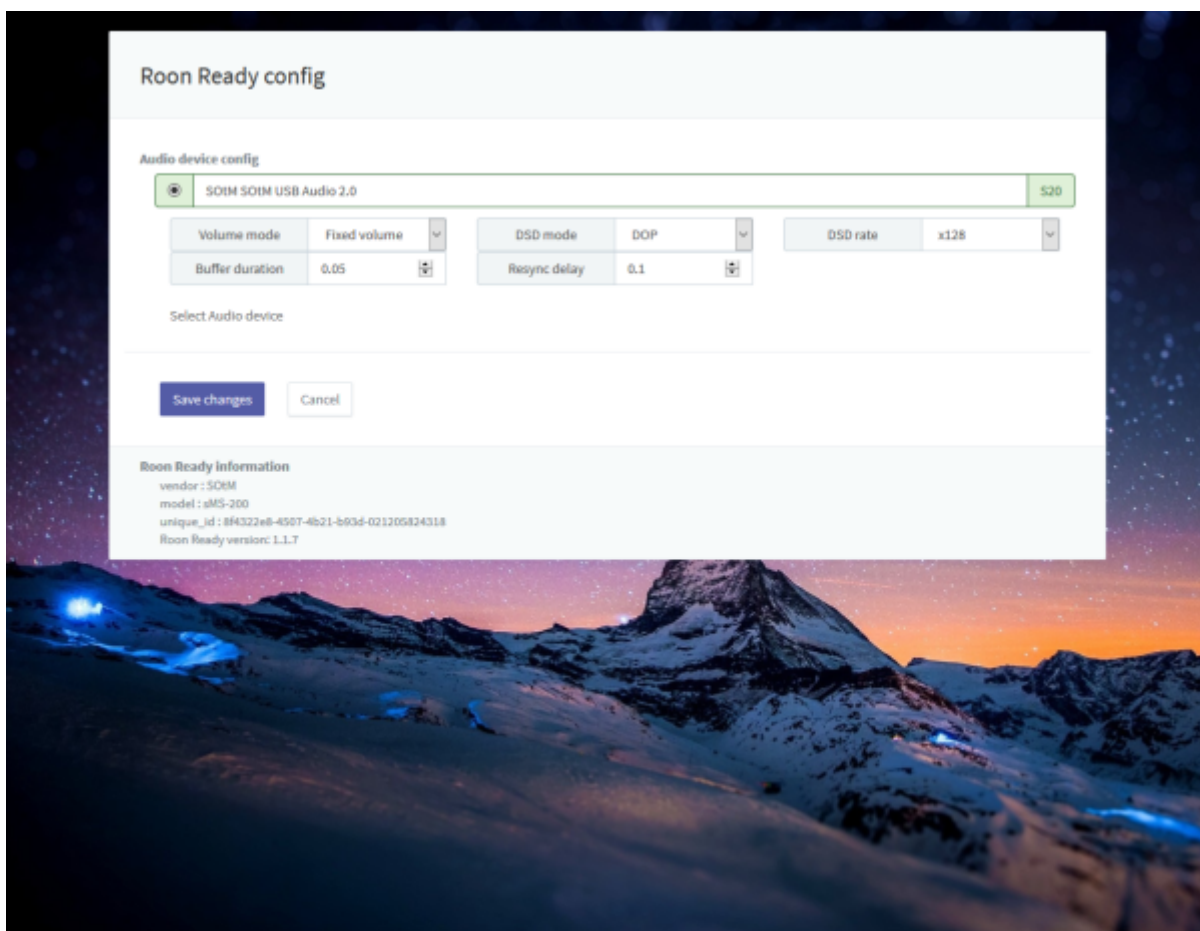 Roon Ready config
Audio device config
SOtM SOtM USB Audio 2.0 S20
Volume mode Fixed volume DSD mode DOP DSD rate x128
Buffer duration 0.05 Resync delay 0.1
Select Audio device
Save changes Cancel
Roon Ready information
vendor : SOtM
model : sMS-200
unique_id : 8f4322e8-4507-4b21-b93d-021205824318
Roon Ready version: 1.1.7